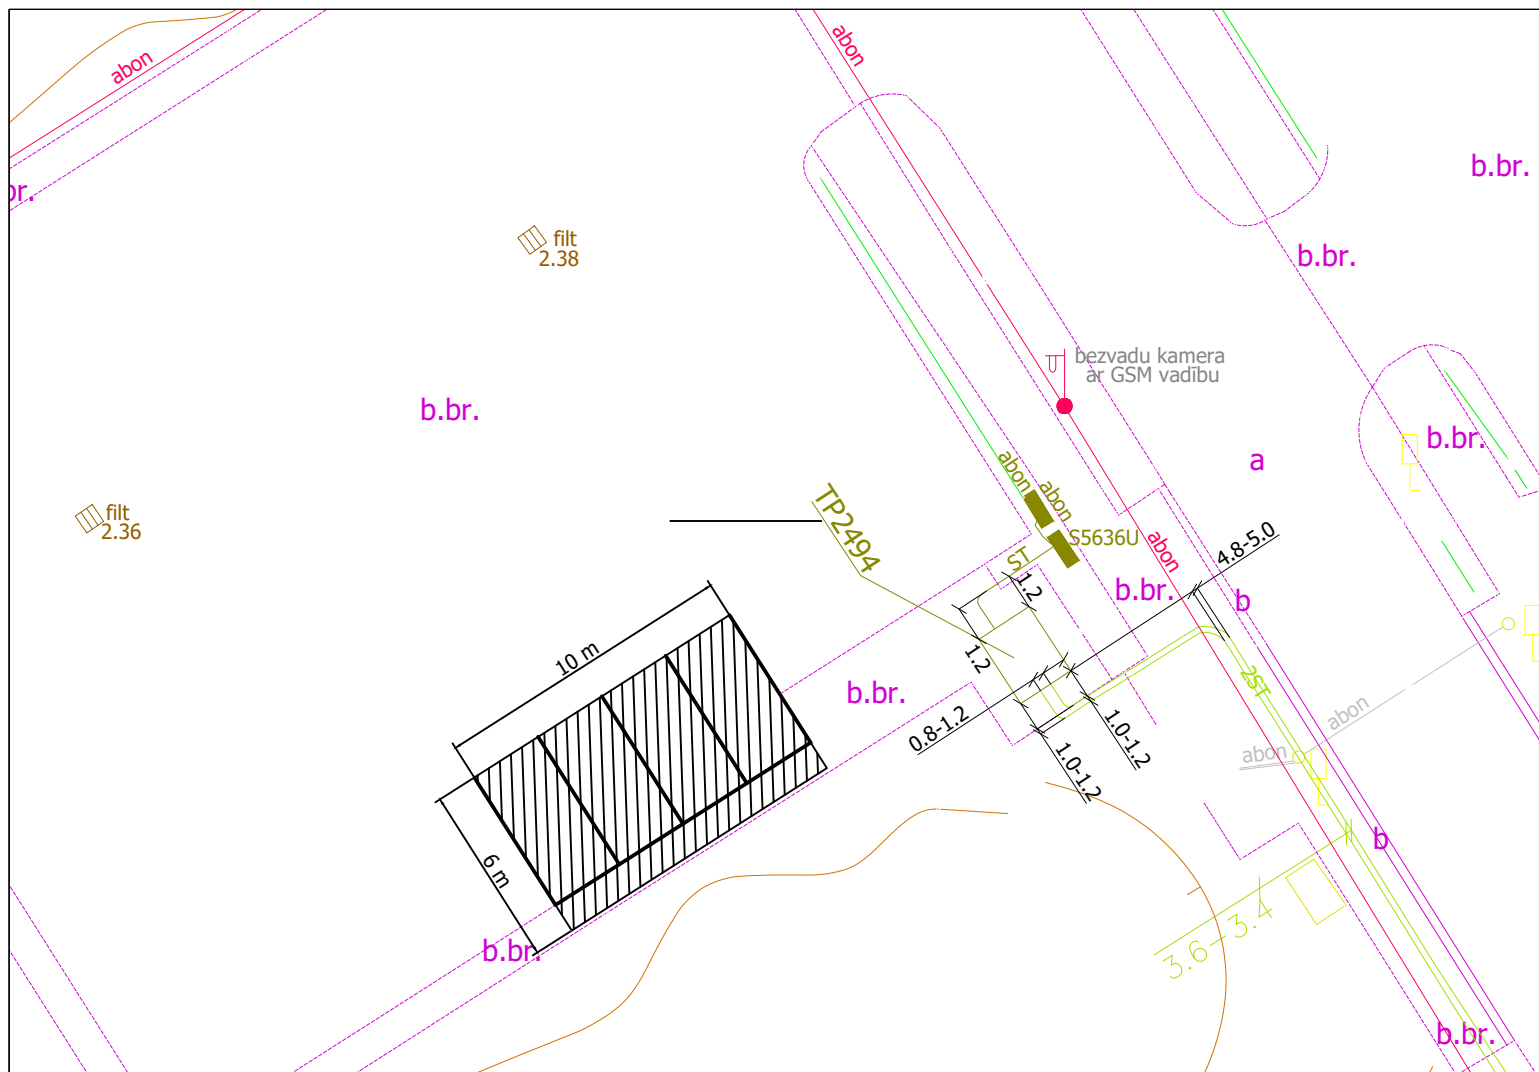 abon
abon
b.br.
br.
filt
2.38
b.br.
bezvadu kamera
ar GSM vadību
b.br.
b.br.
a
abon
abon
TP2494
filt
2.36
S5636U
abon
4.8-5.0
ST
1.2
b.br.
b
10 m
1.2
b.br.
2ST
0.8-1.2
1.0-1.2
1.0-1.2
abon
abon
6 m
b
3.6-3.4
b.br.
b.br.